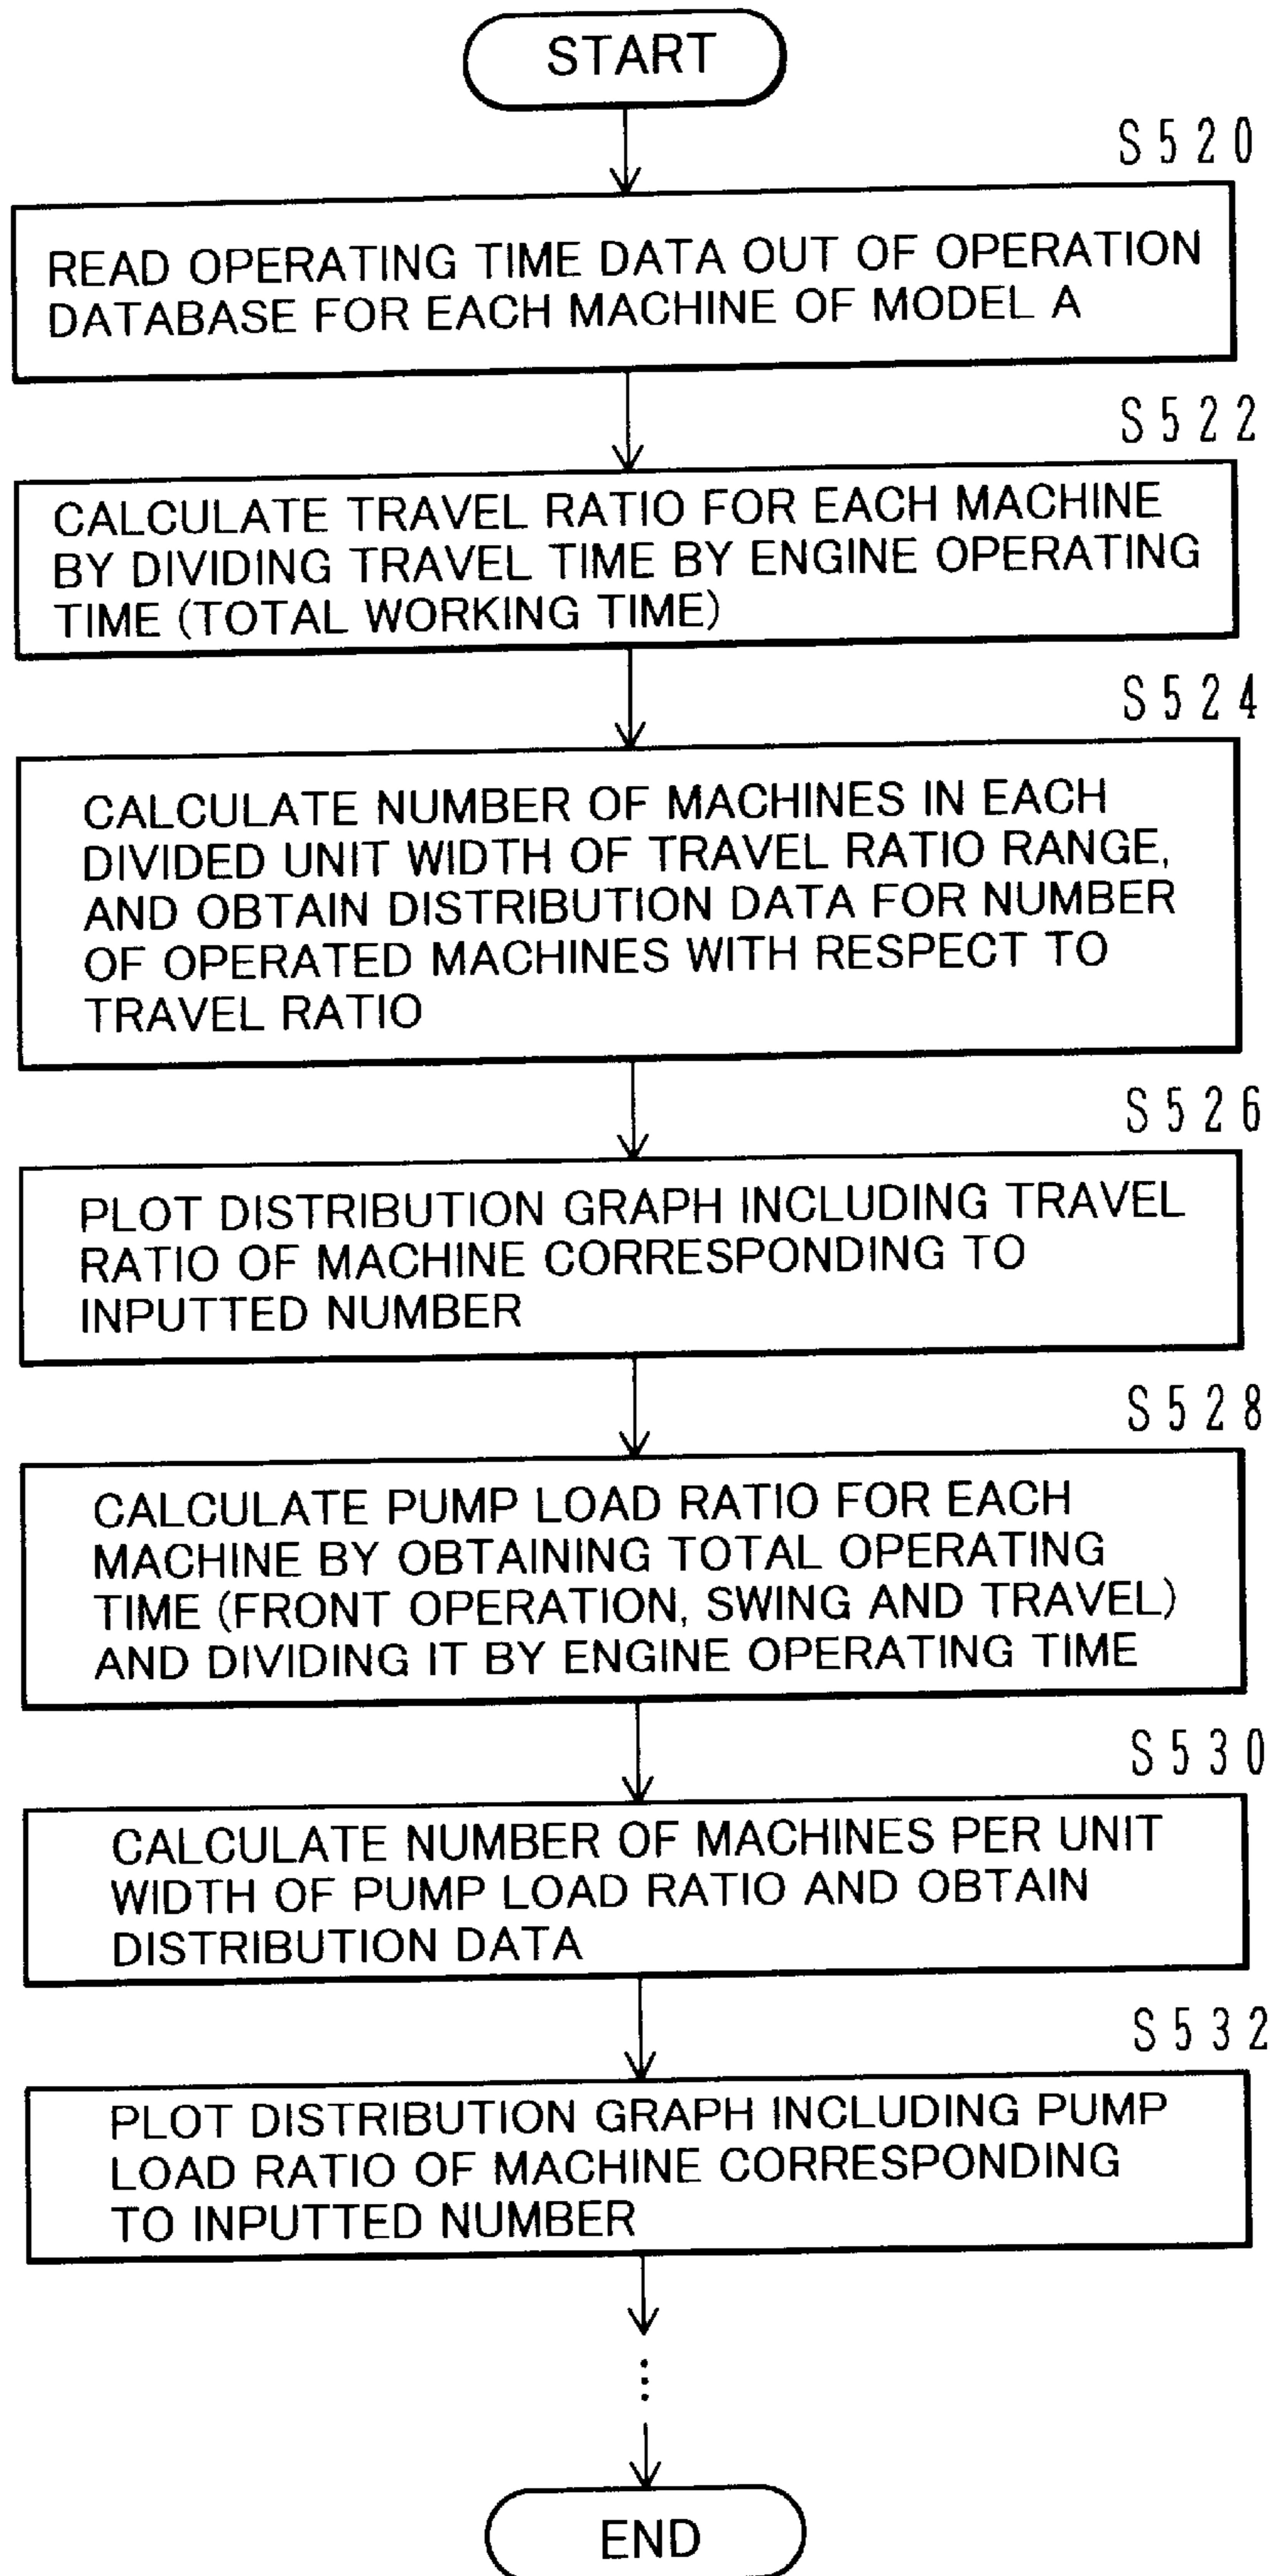 START
S520
READ OPERATING TIME DATA OUT OF OPERATION
DATABASE FOR EACH MACHINE OF MODEL A
S522
CALCULATE TRAVEL RATIO FOR EACH MACHINE
BY DIVIDING TRAVEL TIME BY ENGINE OPERATING
TIME (TOTAL WORKING TIME)
S524
CALCULATE NUMBER OF MACHINES IN EACH
DIVIDED UNIT WIDTH OF TRAVEL RATIO RANGE,
AND OBTAIN DISTRIBUTION DATA FOR NUMBER
OF OPERATED MACHINES WITH RESPECT TO
TRAVEL RATIO
S526
PLOT DISTRIBUTION GRAPH INCLUDING TRAVEL
RATIO OF MACHINE CORRESPONDING TO
INPUTTED NUMBER
S528
CALCULATE PUMP LOAD RATIO FOR EACH
MACHINE BY OBTAINING TOTAL OPERATING
TIME (FRONT OPERATION, SWING AND TRAVEL)
AND DIVIDING IT BY ENGINE OPERATING TIME
S530
CALCULATE NUMBER OF MACHINES PER UNIT
WIDTH OF PUMP LOAD RATIO AND OBTAIN
DISTRIBUTION DATA
S532
PLOT DISTRIBUTION GRAPH INCLUDING PUMP
LOAD RATIO OF MACHINE CORRESPONDING
TO INPUTTED NUMBER
END